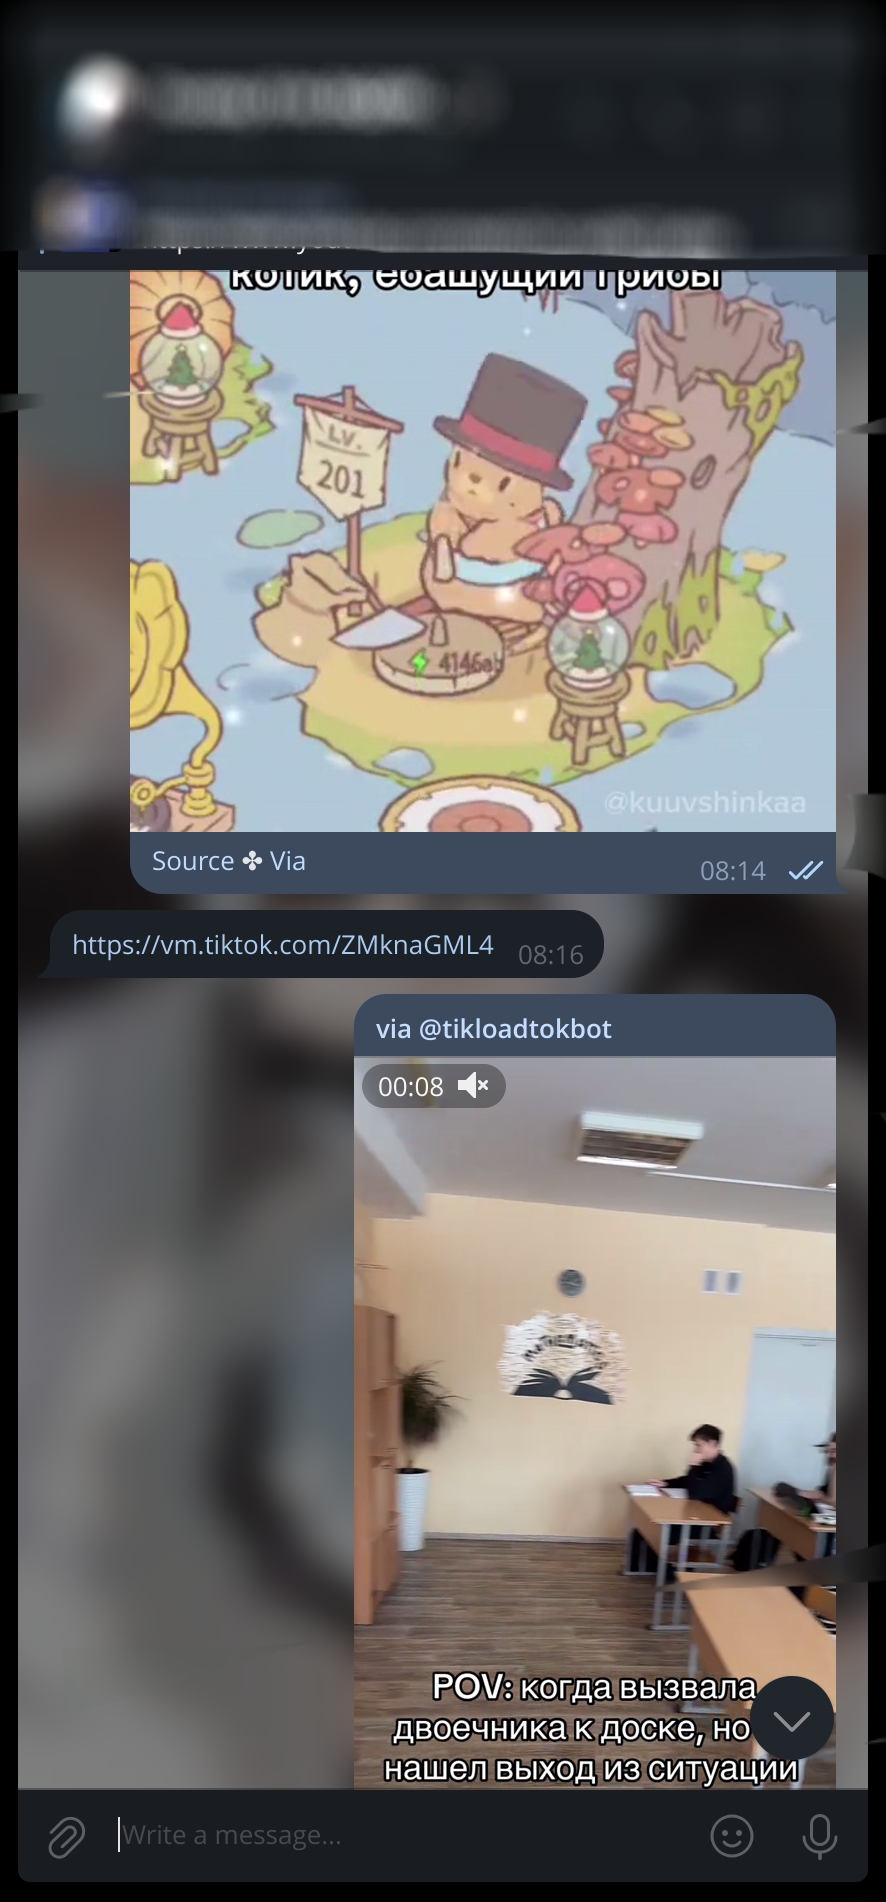 котик, ебашущий грибы
LV.
201
4146
@kuuvshinkaa
Source ✤ Via
08:14
https://vm.tiktok.com/ZMknaGML4
08:16
via @tikloadtokbot
00:08
POV: когда вызвала
двоечника к доске, но
нашел выход из ситуации
Write a message...